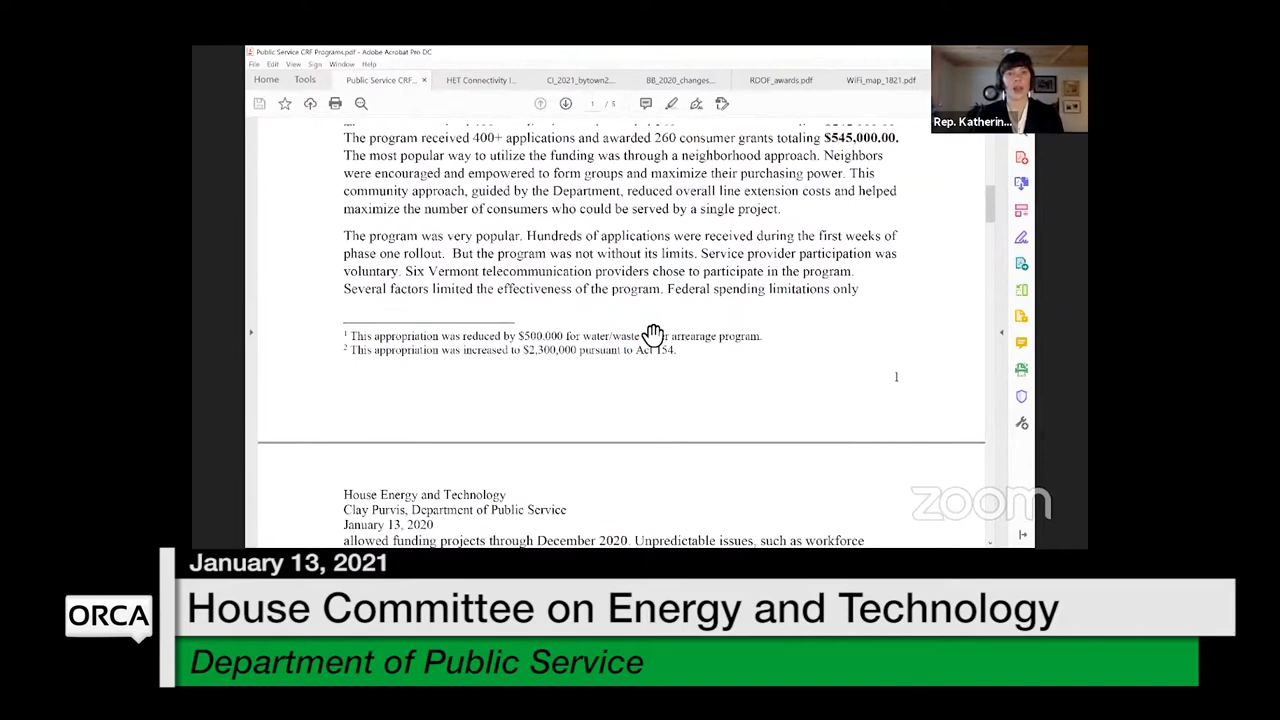 Public Service CRF Programs.pdf - Adobe Acrobat Pro DC
File Edit View Sign Window Help
Home Tools Public Service CRF... × HET Connectivity I... CI_2021_bytown2... BB_2020_changes... RDOF_awards.pdf WiFi_map_1821.pdf
1 / 5
Rep. Katherin...
The program received 400+ applications and awarded 260 consumer grants totaling $545,000.00.
The most popular way to utilize the funding was through a neighborhood approach. Neighbors
were encouraged and empowered to form groups and maximize their purchasing power. This
community approach, guided by the Department, reduced overall line extension costs and helped
maximize the number of consumers who could be served by a single project.
The program was very popular. Hundreds of applications were received during the first weeks of
phase one rollout. But the program was not without its limits. Service provider participation was
voluntary. Six Vermont telecommunication providers chose to participate in the program.
Several factors limited the effectiveness of the program. Federal spending limitations only
1 This appropriation was reduced by $500,000 for water/waste arrearage program.
2 This appropriation was increased to $2,300,000 pursuant to Act 154.
1
House Energy and Technology
Clay Purvis, Department of Public Service
January 13, 2020
allowed funding projects through December 2020. Unpredictable issues, such as workforce
zoom
January 13, 2021
ORCA
House Committee on Energy and Technology
Department of Public Service